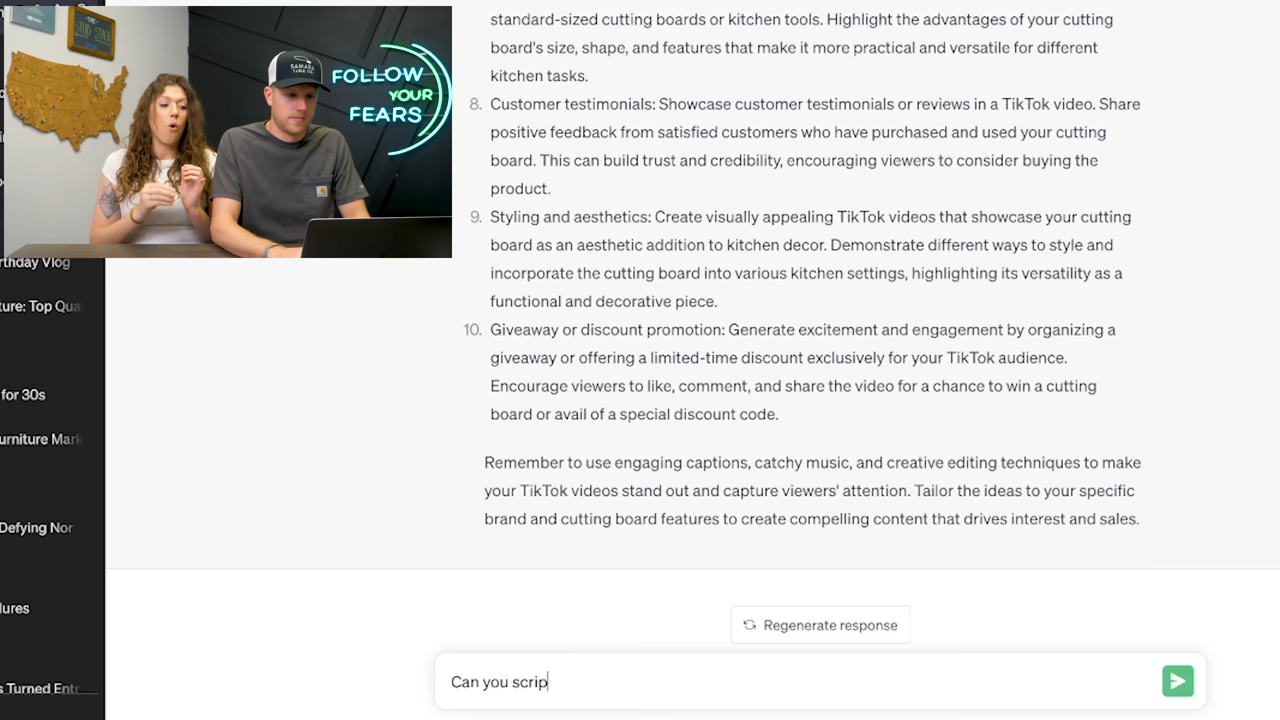 THE
STUD STACK
SAMARA
TABLE CO.
FOLLOW
YOUR
FEARS
carhartt
rthday Vlog
ture: Top Qua
for 30s
urniture Mark
Defying Nor
lures
s Turned Entr
standard-sized cutting boards or kitchen tools. Highlight the advantages of your cutting
board's size, shape, and features that make it more practical and versatile for different
kitchen tasks.
8. Customer testimonials: Showcase customer testimonials or reviews in a TikTok video. Share
positive feedback from satisfied customers who have purchased and used your cutting
board. This can build trust and credibility, encouraging viewers to consider buying the
product.
9. Styling and aesthetics: Create visually appealing TikTok videos that showcase your cutting
board as an aesthetic addition to kitchen decor. Demonstrate different ways to style and
incorporate the cutting board into various kitchen settings, highlighting its versatility as a
functional and decorative piece.
10. Giveaway or discount promotion: Generate excitement and engagement by organizing a
giveaway or offering a limited-time discount exclusively for your TikTok audience.
Encourage viewers to like, comment, and share the video for a chance to win a cutting
board or avail of a special discount code.
Remember to use engaging captions, catchy music, and creative editing techniques to make
your TikTok videos stand out and capture viewers' attention. Tailor the ideas to your specific
brand and cutting board features to create compelling content that drives interest and sales.
Regenerate response
Can you scrip